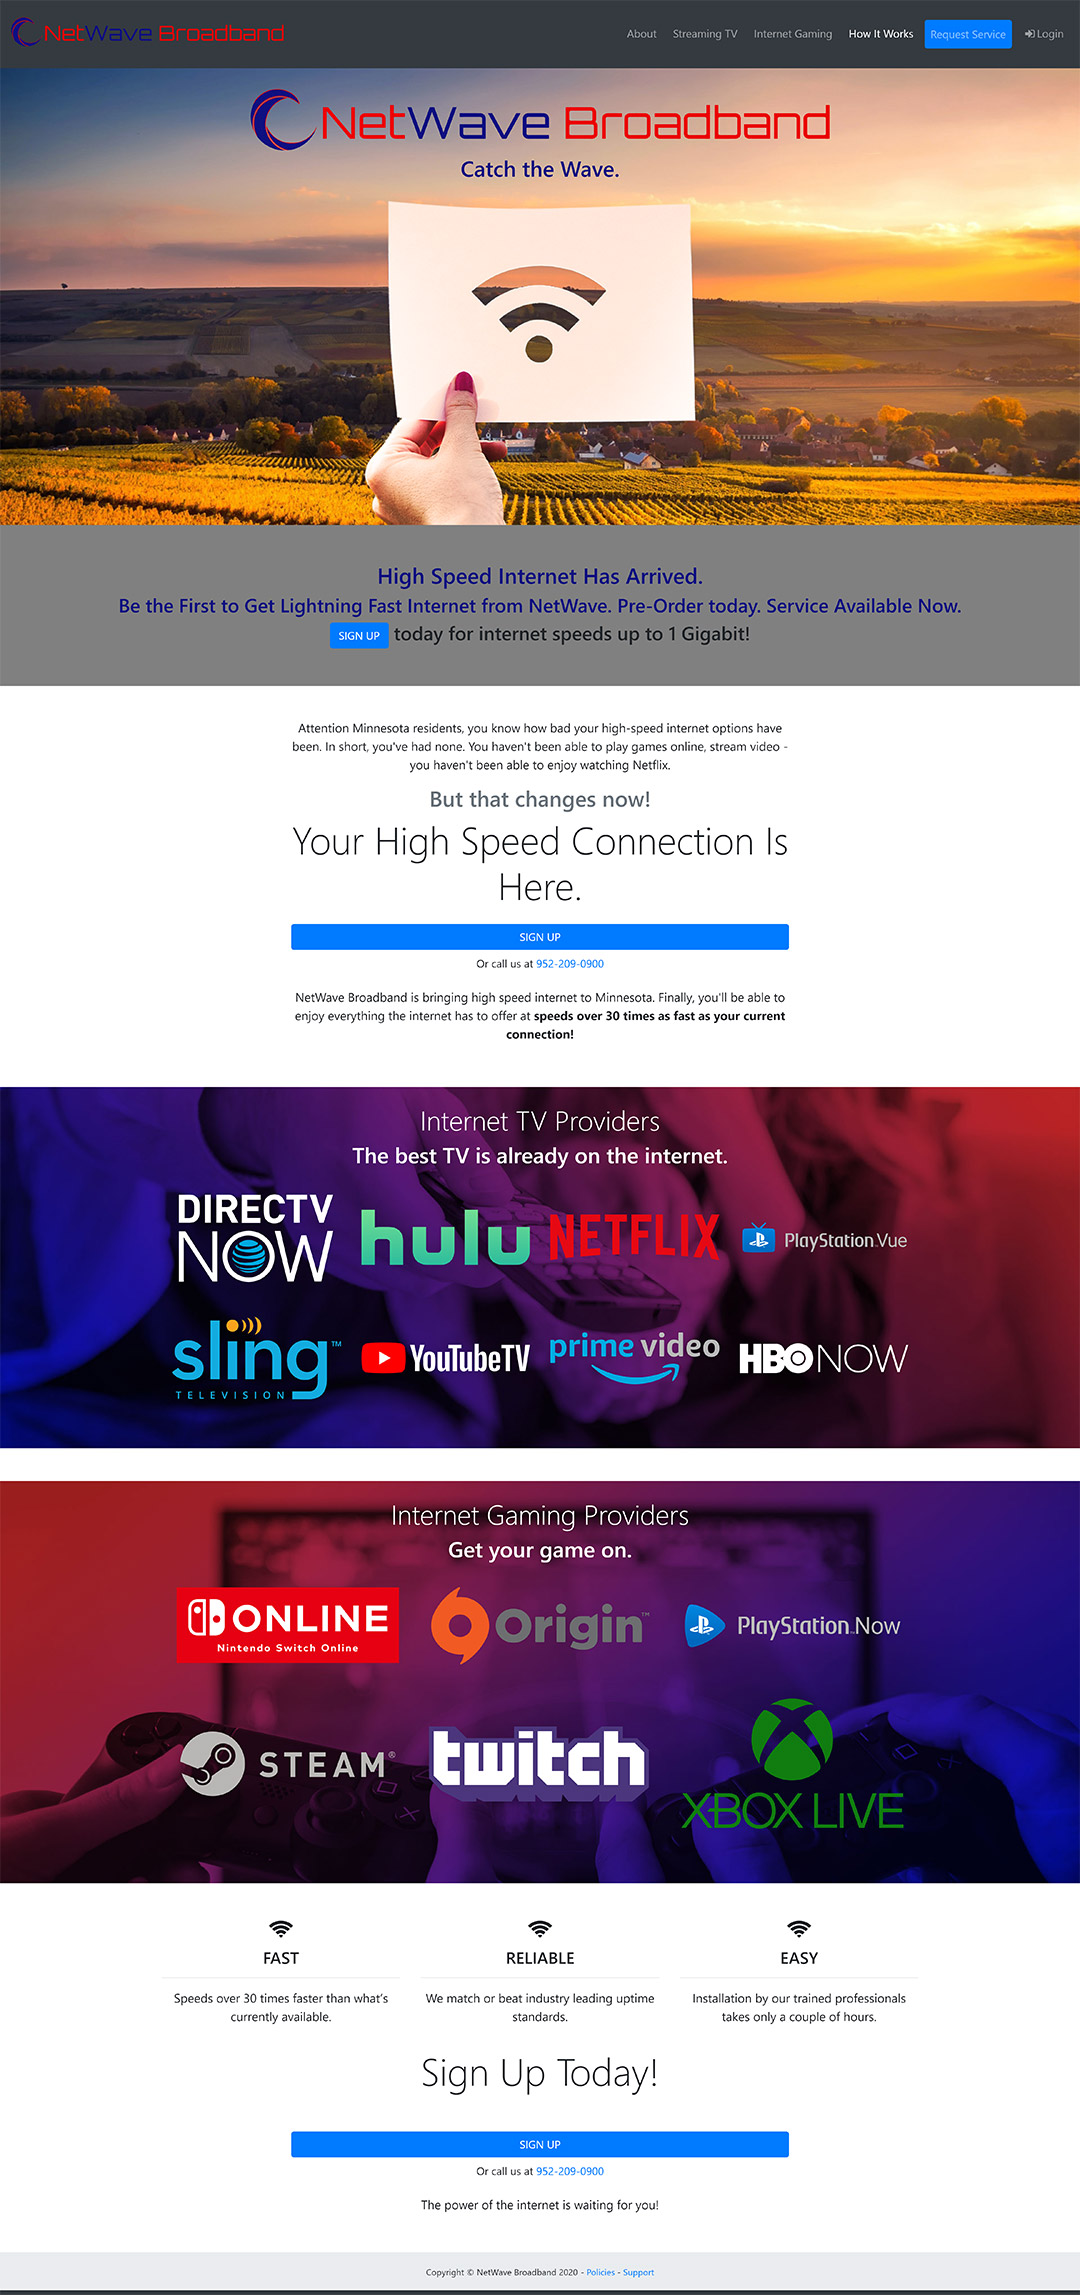 NetWave Broadband
About Streaming TV Internet Gaming How It Works Request Service Login
NetWave Broadband
Catch the Wave.
High Speed Internet Has Arrived.
Be the First to Get Lightning Fast Internet from NetWave. Pre-Order today. Service Available Now.
SIGN UP today for internet speeds up to 1 Gigabit!
Attention Minnesota residents, you know how bad your high-speed internet options have
been. In short, you've had none. You haven't been able to play games online, stream video -
you haven't been able to enjoy watching Netflix.
But that changes now!
Your High Speed Connection Is
Here.
SIGN UP
Or call us at 952-209-0900
NetWave Broadband is bringing high speed internet to Minnesota. Finally, you'll be able to
enjoy everything the internet has to offer at speeds over 30 times as fast as your current
connection!
Internet TV Providers
The best TV is already on the internet.
DIRECTV
NOW
hulu
NETFLIX
PlayStation™Vue
sling™
TELEVISION
YouTubeTV
prime video
HBO NOW
Internet Gaming Providers
Get your game on.
ONLINE
Nintendo Switch Online
Origin™
PlayStation™Now
STEAM®
twitch
XBOX LIVE
FAST
Speeds over 30 times faster than what's
currently available.
RELIABLE
We match or beat industry leading uptime
standards.
EASY
Installation by our trained professionals
takes only a couple of hours.
Sign Up Today!
SIGN UP
Or call us at 952-209-0900
The power of the internet is waiting for you!
Copyright © NetWave Broadband 2020 - Policies - Support